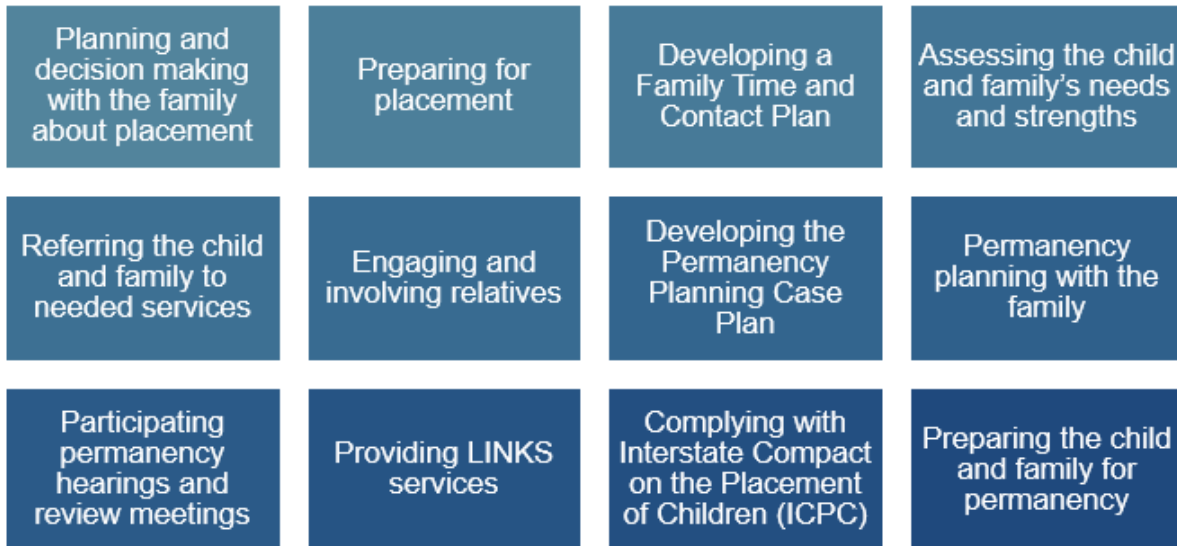 Planning and
decision making
with the family
about placement
Preparing for
placement
Developing a
Family Time and
Contact Plan
Assessing the child
and family’s needs
and strengths
Referring the child
and family to
needed services
Engaging and
involving relatives
Developing the
Permanency
Planning Case
Plan
Permanency
planning with the
family
Participating
permanency
hearings and
review meetings
Providing LINKS
services
Complying with
Interstate Compact
on the Placement
of Children (ICPC)
Preparing the child
and family for
permanency